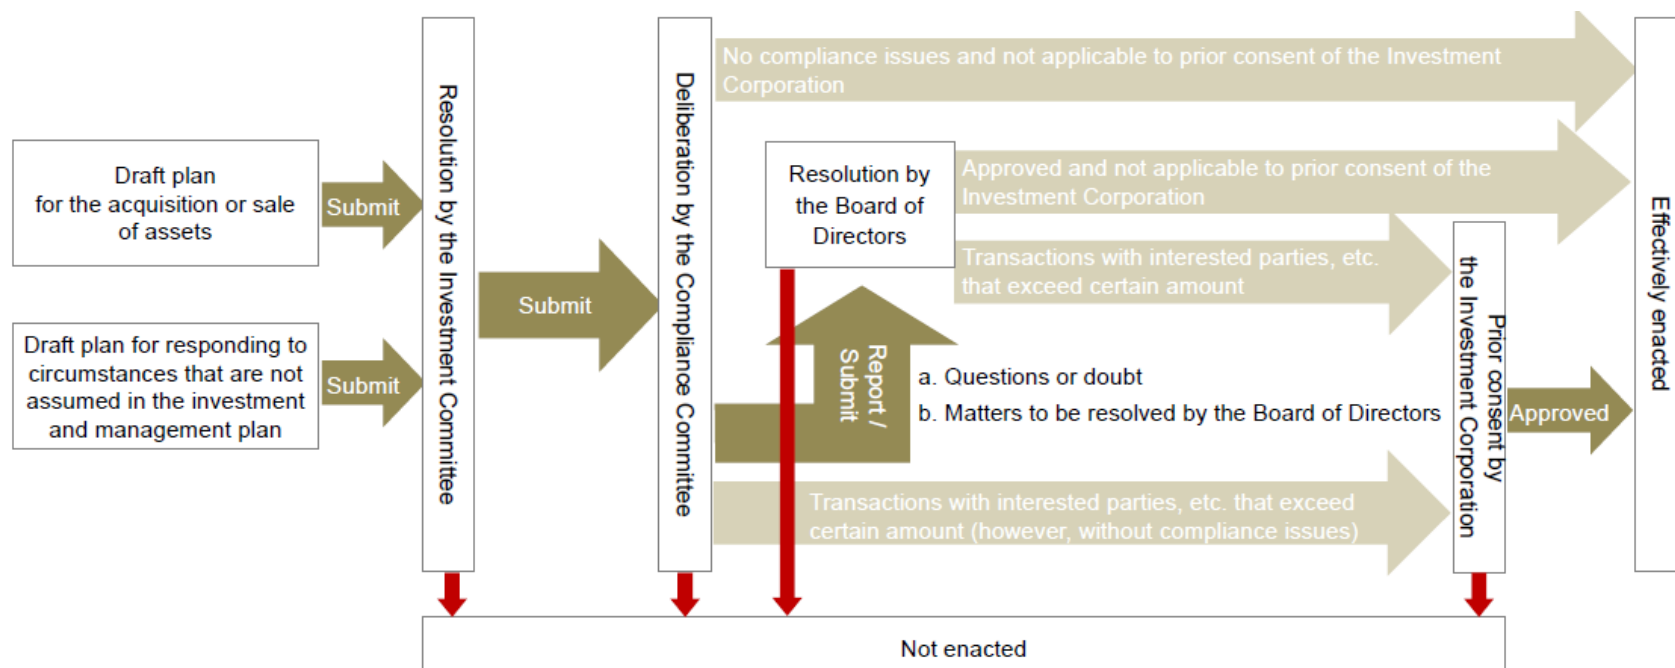 Draft plan
for the acquisition or sale
of assets
Submit
Draft plan for responding to
circumstances that are not
assumed in the investment
and management plan
Submit
Resolution by the Investment Committee
Submit
Deliberation by the Compliance Committee
No compliance issues and not applicable to prior consent of the Investment
Corporation
Resolution by
the Board of
Directors
Approved and not applicable to prior consent of the
Investment Corporation
Transactions with interested parties, etc.
that exceed certain amount
Report /
Submit
a. Questions or doubt
b. Matters to be resolved by the Board of Directors
Transactions with interested parties, etc. that exceed
certain amount (however, without compliance issues)
Prior consent by
the Investment Corporation
Approved
Effectively enacted
Not enacted